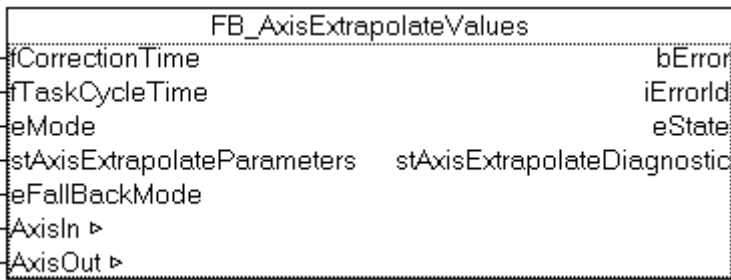 FB_AxisExtrapolateValues
fCorrectionTime bError
fTaskCycleTime iErrorId
eMode eState
stAxisExtrapolateParameters stAxisExtrapolateDiagnostic
eFallBackMode
AxisIn ▹
AxisOut ▹